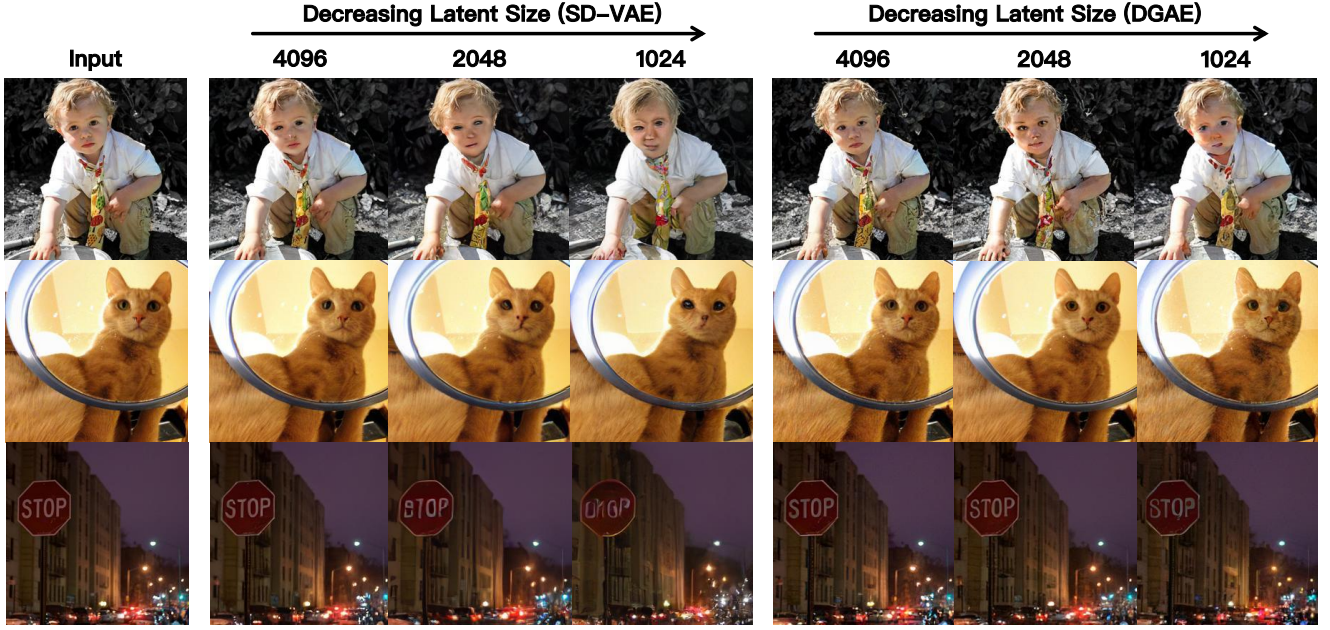 Decreasing Latent Size (SD-VAE)
Decreasing Latent Size (DGAE)
Input
4096
2048
1024
4096
2048
1024
STOP
STOP
STOP
STOP
STOP
STOP